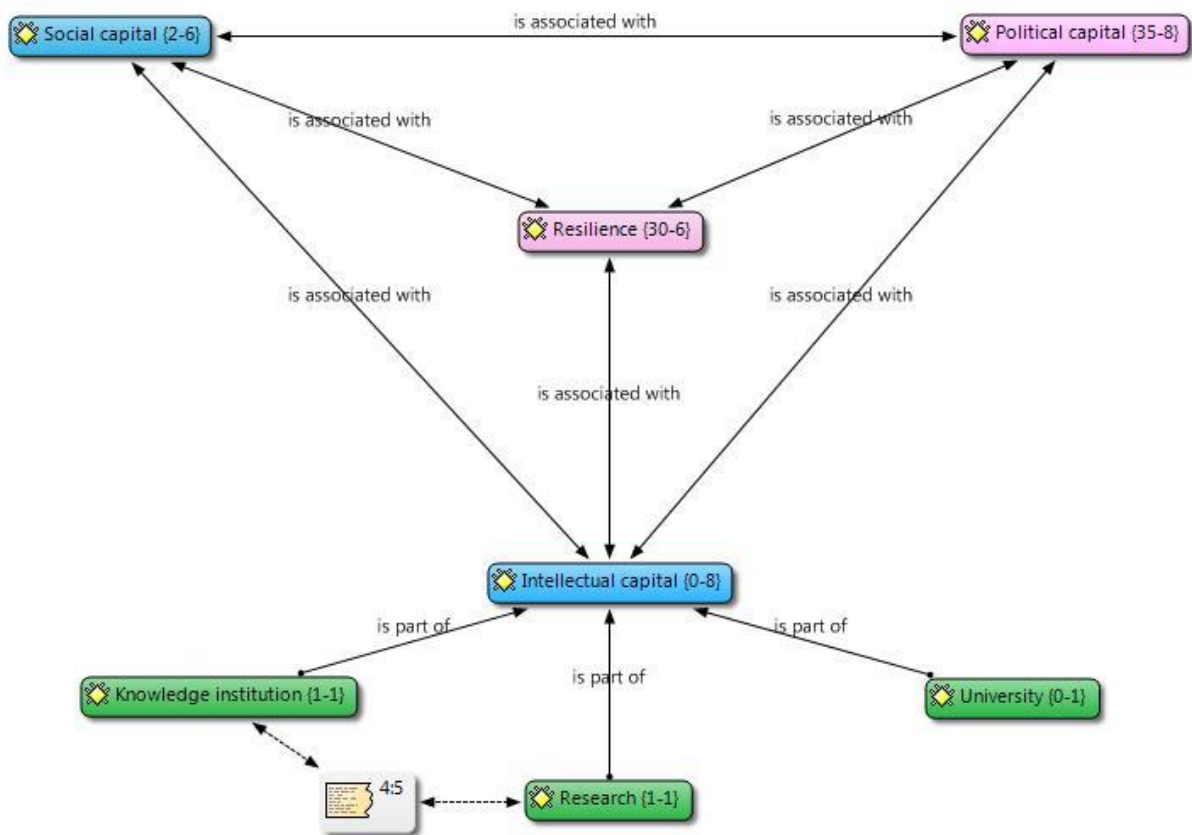 is associated with
Social capital {2-6}
Political capital {35-8}
is associated with
is associated with
Resilience {30-6}
is associated with
is associated with
is associated with
Intellectual capital {0-8}
is part of
is part of
is part of
Knowledge institution {1-1}
University {0-1}
4:5
Research {1-1}